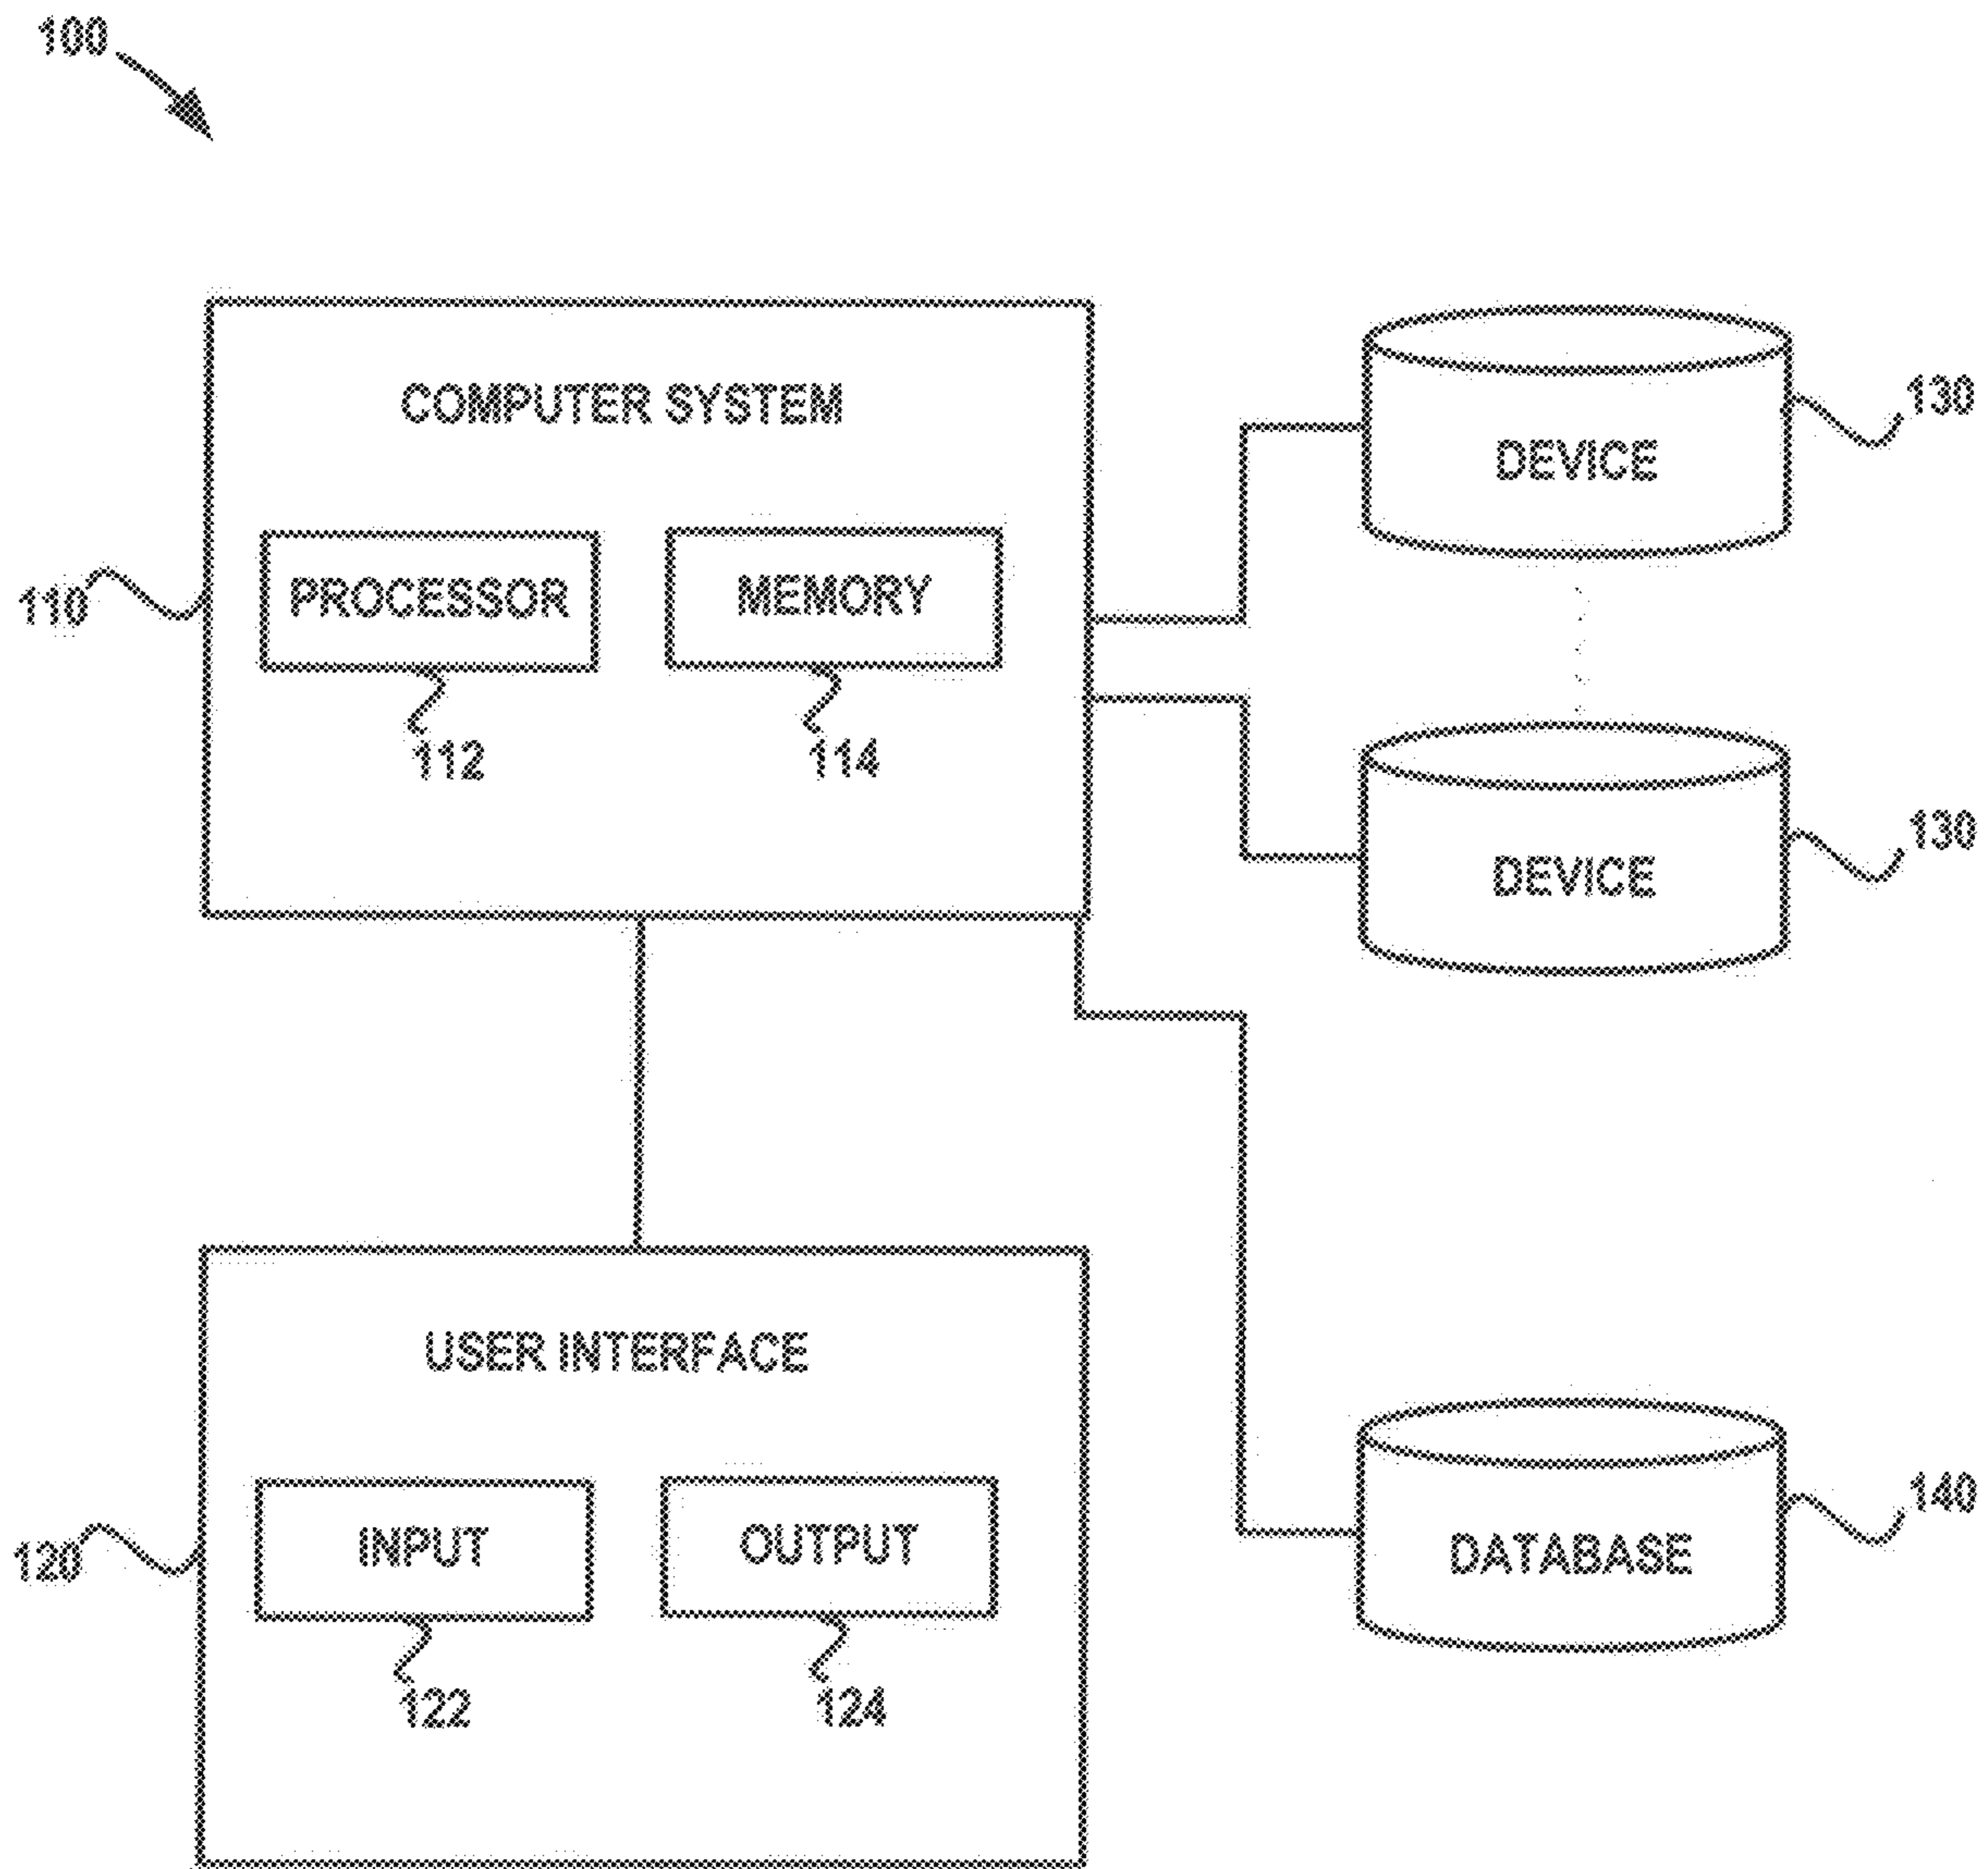 100
COMPUTER SYSTEM
130
DEVICE
110
PROCESSOR
MEMORY
112
114
130
DEVICE
USER INTERFACE
120
INPUT
OUTPUT
122
124
140
DATABASE